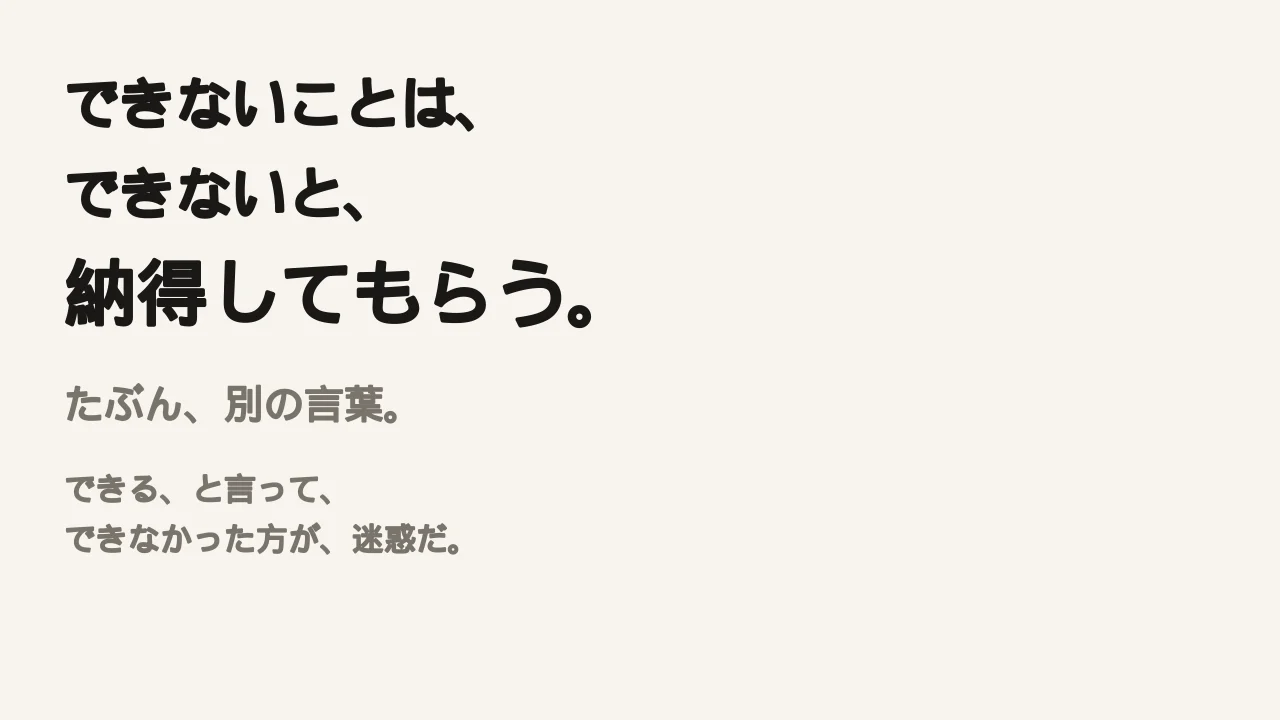 できないことは、
できないと、
納得してもらう。
たぶん、別の言葉。
できる、と言って、
できなかった方が、迷惑だ。